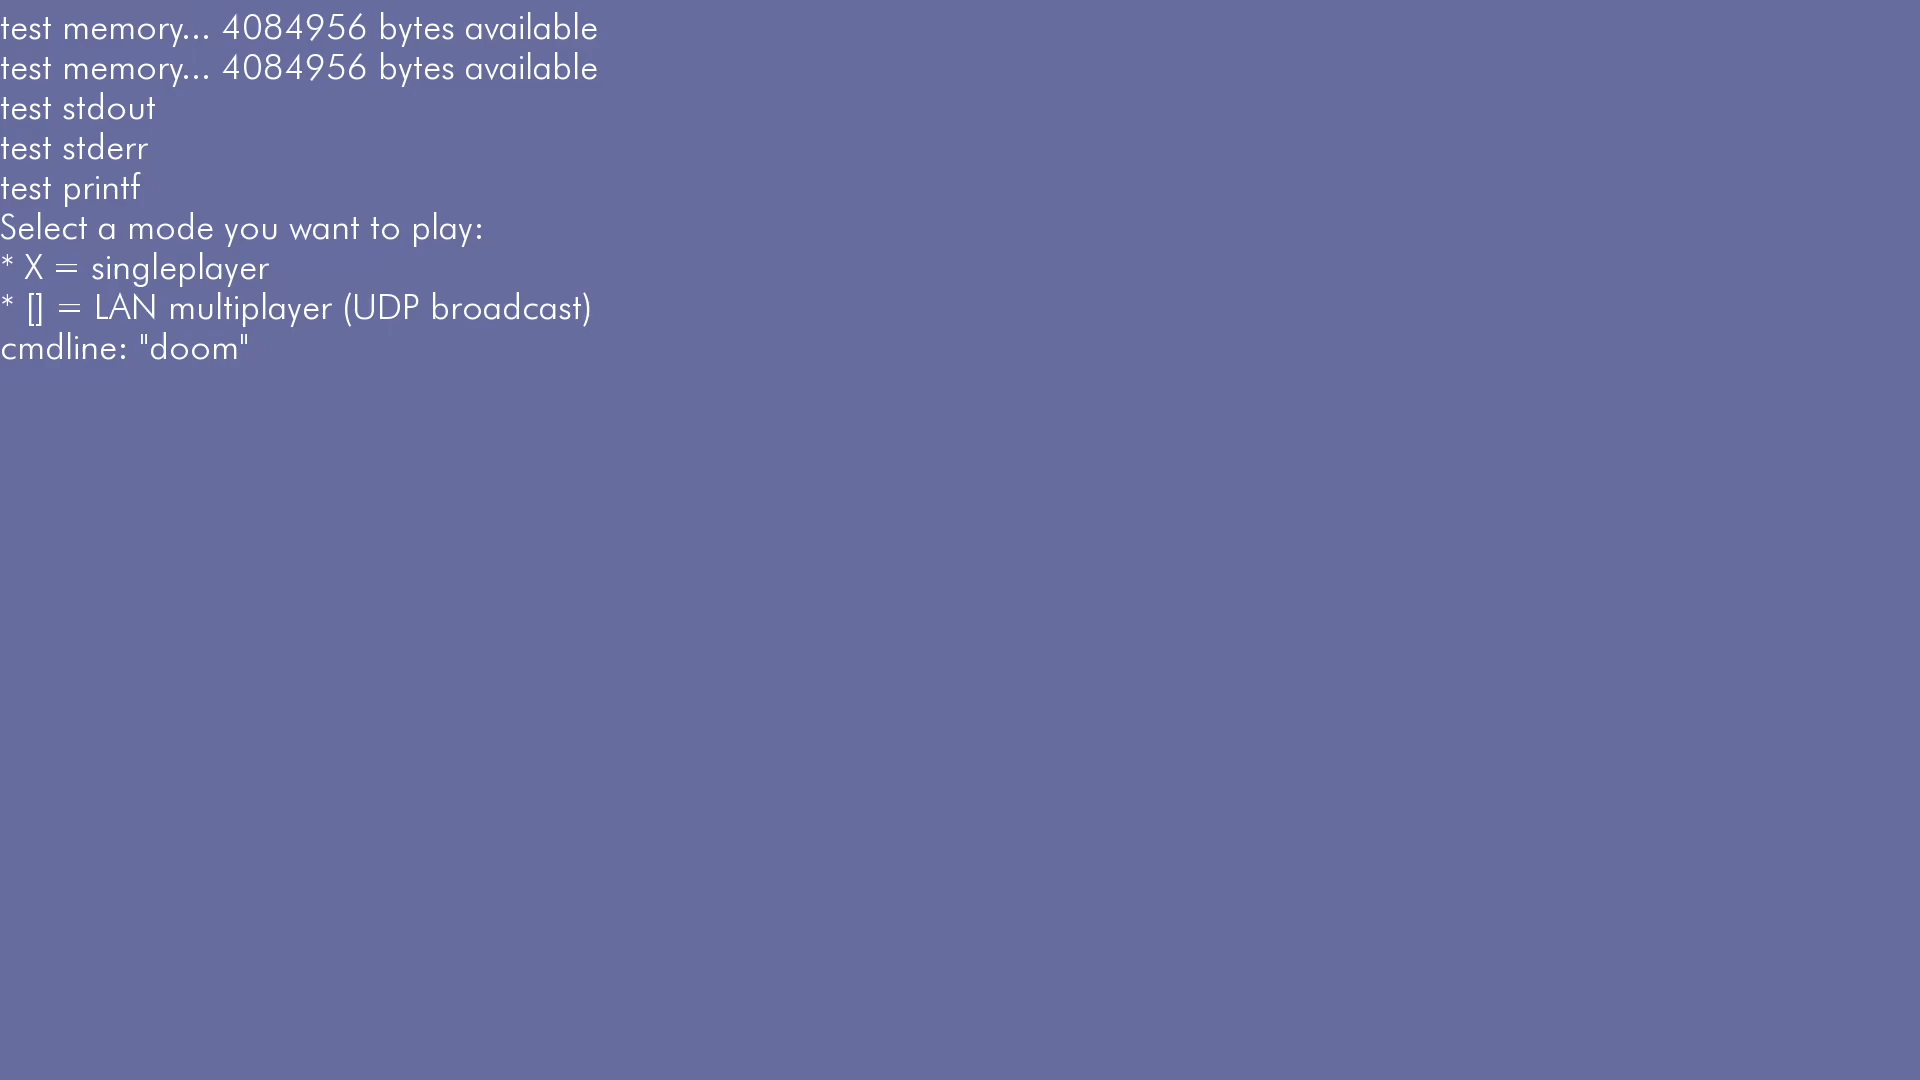 test memory... 4084956 bytes available
test memory... 4084956 bytes available
test stdout
test stderr
test printf
Select a mode you want to play:
* X = singleplayer
* [] = LAN multiplayer (UDP broadcast)
cmdline: "doom"